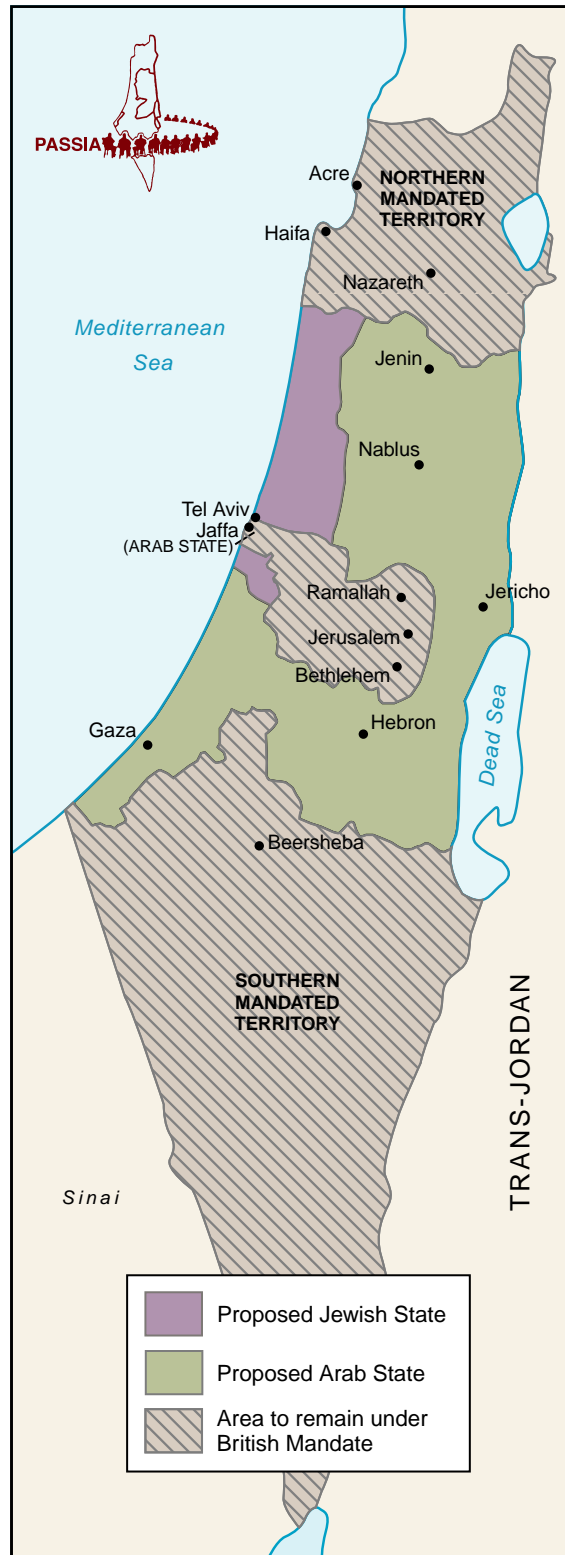 PASSIA
Acre
NORTHERN
MANDATED
TERRITORY
Haifa
Nazareth
Mediterranean
Sea
Jenin
Nablus
Tel Aviv
Jaffa
(ARAB STATE)
Ramallah
Jericho
Jerusalem
Bethlehem
Dead Sea
Hebron
Gaza
Beersheba
SOUTHERN
MANDATED
TERRITORY
TRANS-JORDAN
Sinai
Proposed Jewish State
Proposed Arab State
Area to remain under
British Mandate